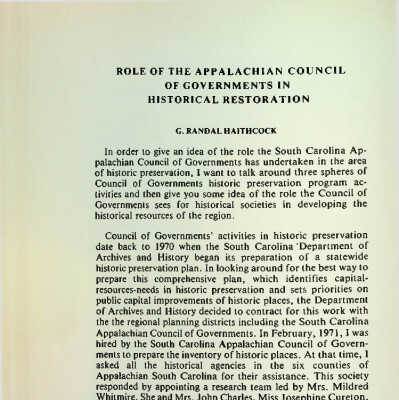 ROLE OF THE APPALACHIAN COUNCIL
OF GOVERNMENTS IN
HISTORICAL RESTORATION
G. RANDAL HAITHCOCK
In order to give an idea of the role the South Carolina Ap-
palachian Council of Governments has undertaken in the area
of historic preservation, I want to talk around three spheres of
Council of Governments historic preservation program ac-
tivities and then give you some idea of the role the Council of
Governments sees for historical societies in developing the
historical resources of the region.
Council of Governments' activities in historic preservation
date back to 1970 when the South Carolina Department of
Archives and History began its preparation of a statewide
historic preservation plan. In looking around for the best way to
prepare this comprehensive plan, which identifies capital-
resources-needs in historic preservation and sets priorities on
public capital improvements of historic places, the Department
of Archives and History decided to contract for this work with
the the regional planning districts including the South Carolina
Appalachian Council of Governments. In February, 1971, I was
hired by the South Carolina Appalachian Council of Govern-
ments to prepare the inventory of historic places. At that time, I
asked all the historical agencies in the six counties of
Appalachian South Carolina for their assistance. This society
responded by appointing a research team led by Mrs. Mildred
Whitmire. She and Mrs. John Charles, Miss Josephine Cureton,